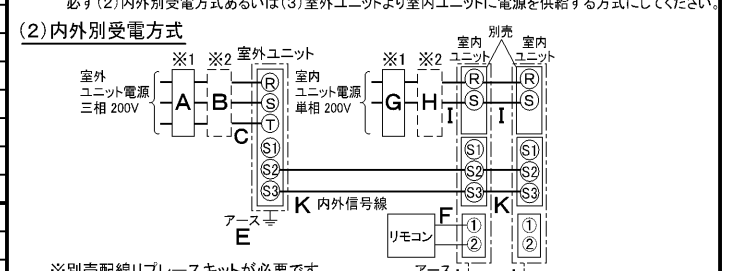 必ず(2)内外別受電方式あるいは(3)室外ユニットより室内ユニットに電源を供給する方式にしてください。
(2)内外別受電方式
※1 ※2 室外ユニット
室外
ユニット電源
三相 200V
A B C
R
S
T
S1
S2
S3
アース
E
K 内外信号線
※1 ※2
室内
ユニット電源
単相 200V
G H I I
別売
室内
ユニット
室内
ユニット
R R
S S
S1 S1
S2 S2
S3 S3
K
リモコン
F
① ①
② ②
アース
※別売配線リプレースキットが必要です